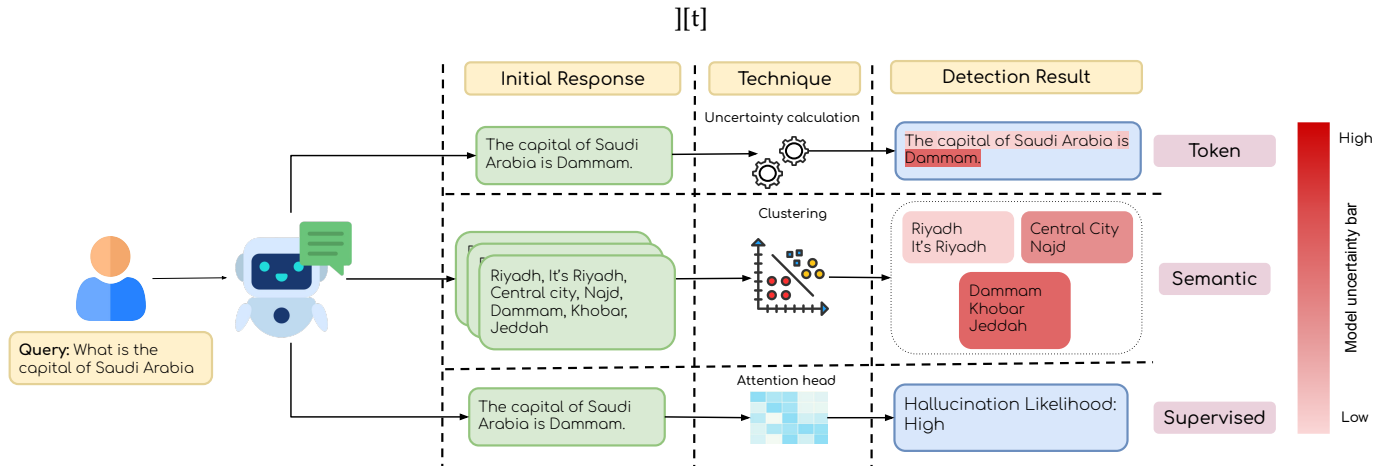 ][t]
Initial Response
Technique
Detection Result
Uncertainty calculation
The capital of Saudi
Arabia is Dammam.
The capital of Saudi Arabia is
Dammam.
Token
High
Clustering
Riyadh, It's Riyadh,
Central city, Najd,
Dammam, Khobar,
Jeddah
Riyadh
It's Riyadh
Central City
Najd
Dammam
Khobar
Jeddah
Semantic
Model uncertainty bar
Query: What is the
capital of Saudi Arabia
Attention head
The capital of Saudi
Arabia is Dammam.
Hallucination Likelihood:
High
Supervised
Low